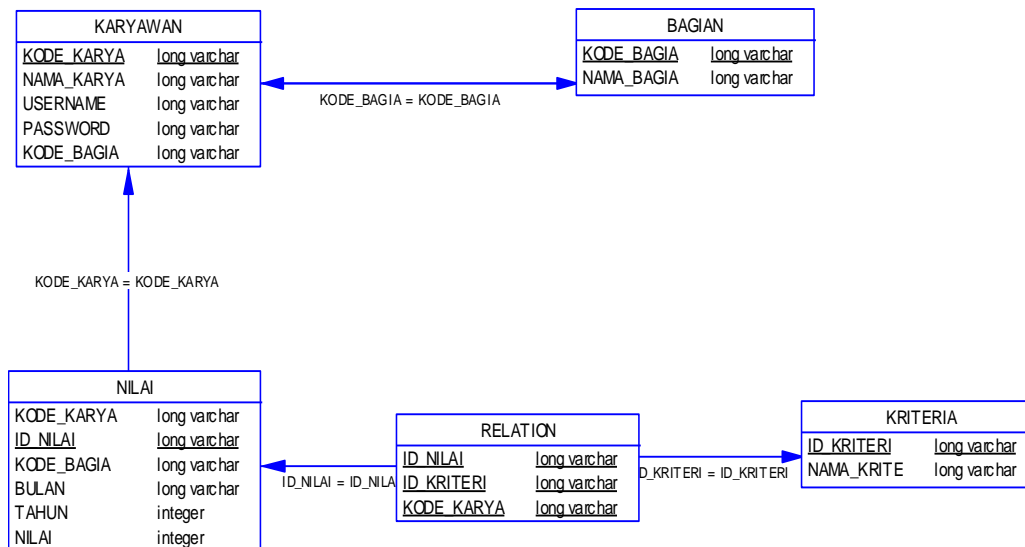 KARYAWAN
KODE_KARYA long varchar
NAMA_KARYA long varchar
USERNAME long varchar
PASSWORD long varchar
KODE_BAGIA long varchar
BAGIAN
KODE_BAGIA long varchar
NAMA_BAGIA long varchar
KODE_BAGIA = KODE_BAGIA
KODE_KARYA = KODE_KARYA
NILAI
KODE_KARYA long varchar
ID_NILAI long varchar
KODE_BAGIA long varchar
BULAN long varchar
TAHUN integer
NILAI integer
ID_NILAI = ID_NILA
RELATION
ID_NILAI long varchar
ID_KRITERI long varchar
KODE_KARYA long varchar
D_KRITERI = ID_KRITERI
KRITERIA
ID_KRITERI long varchar
NAMA_KRITE long varchar